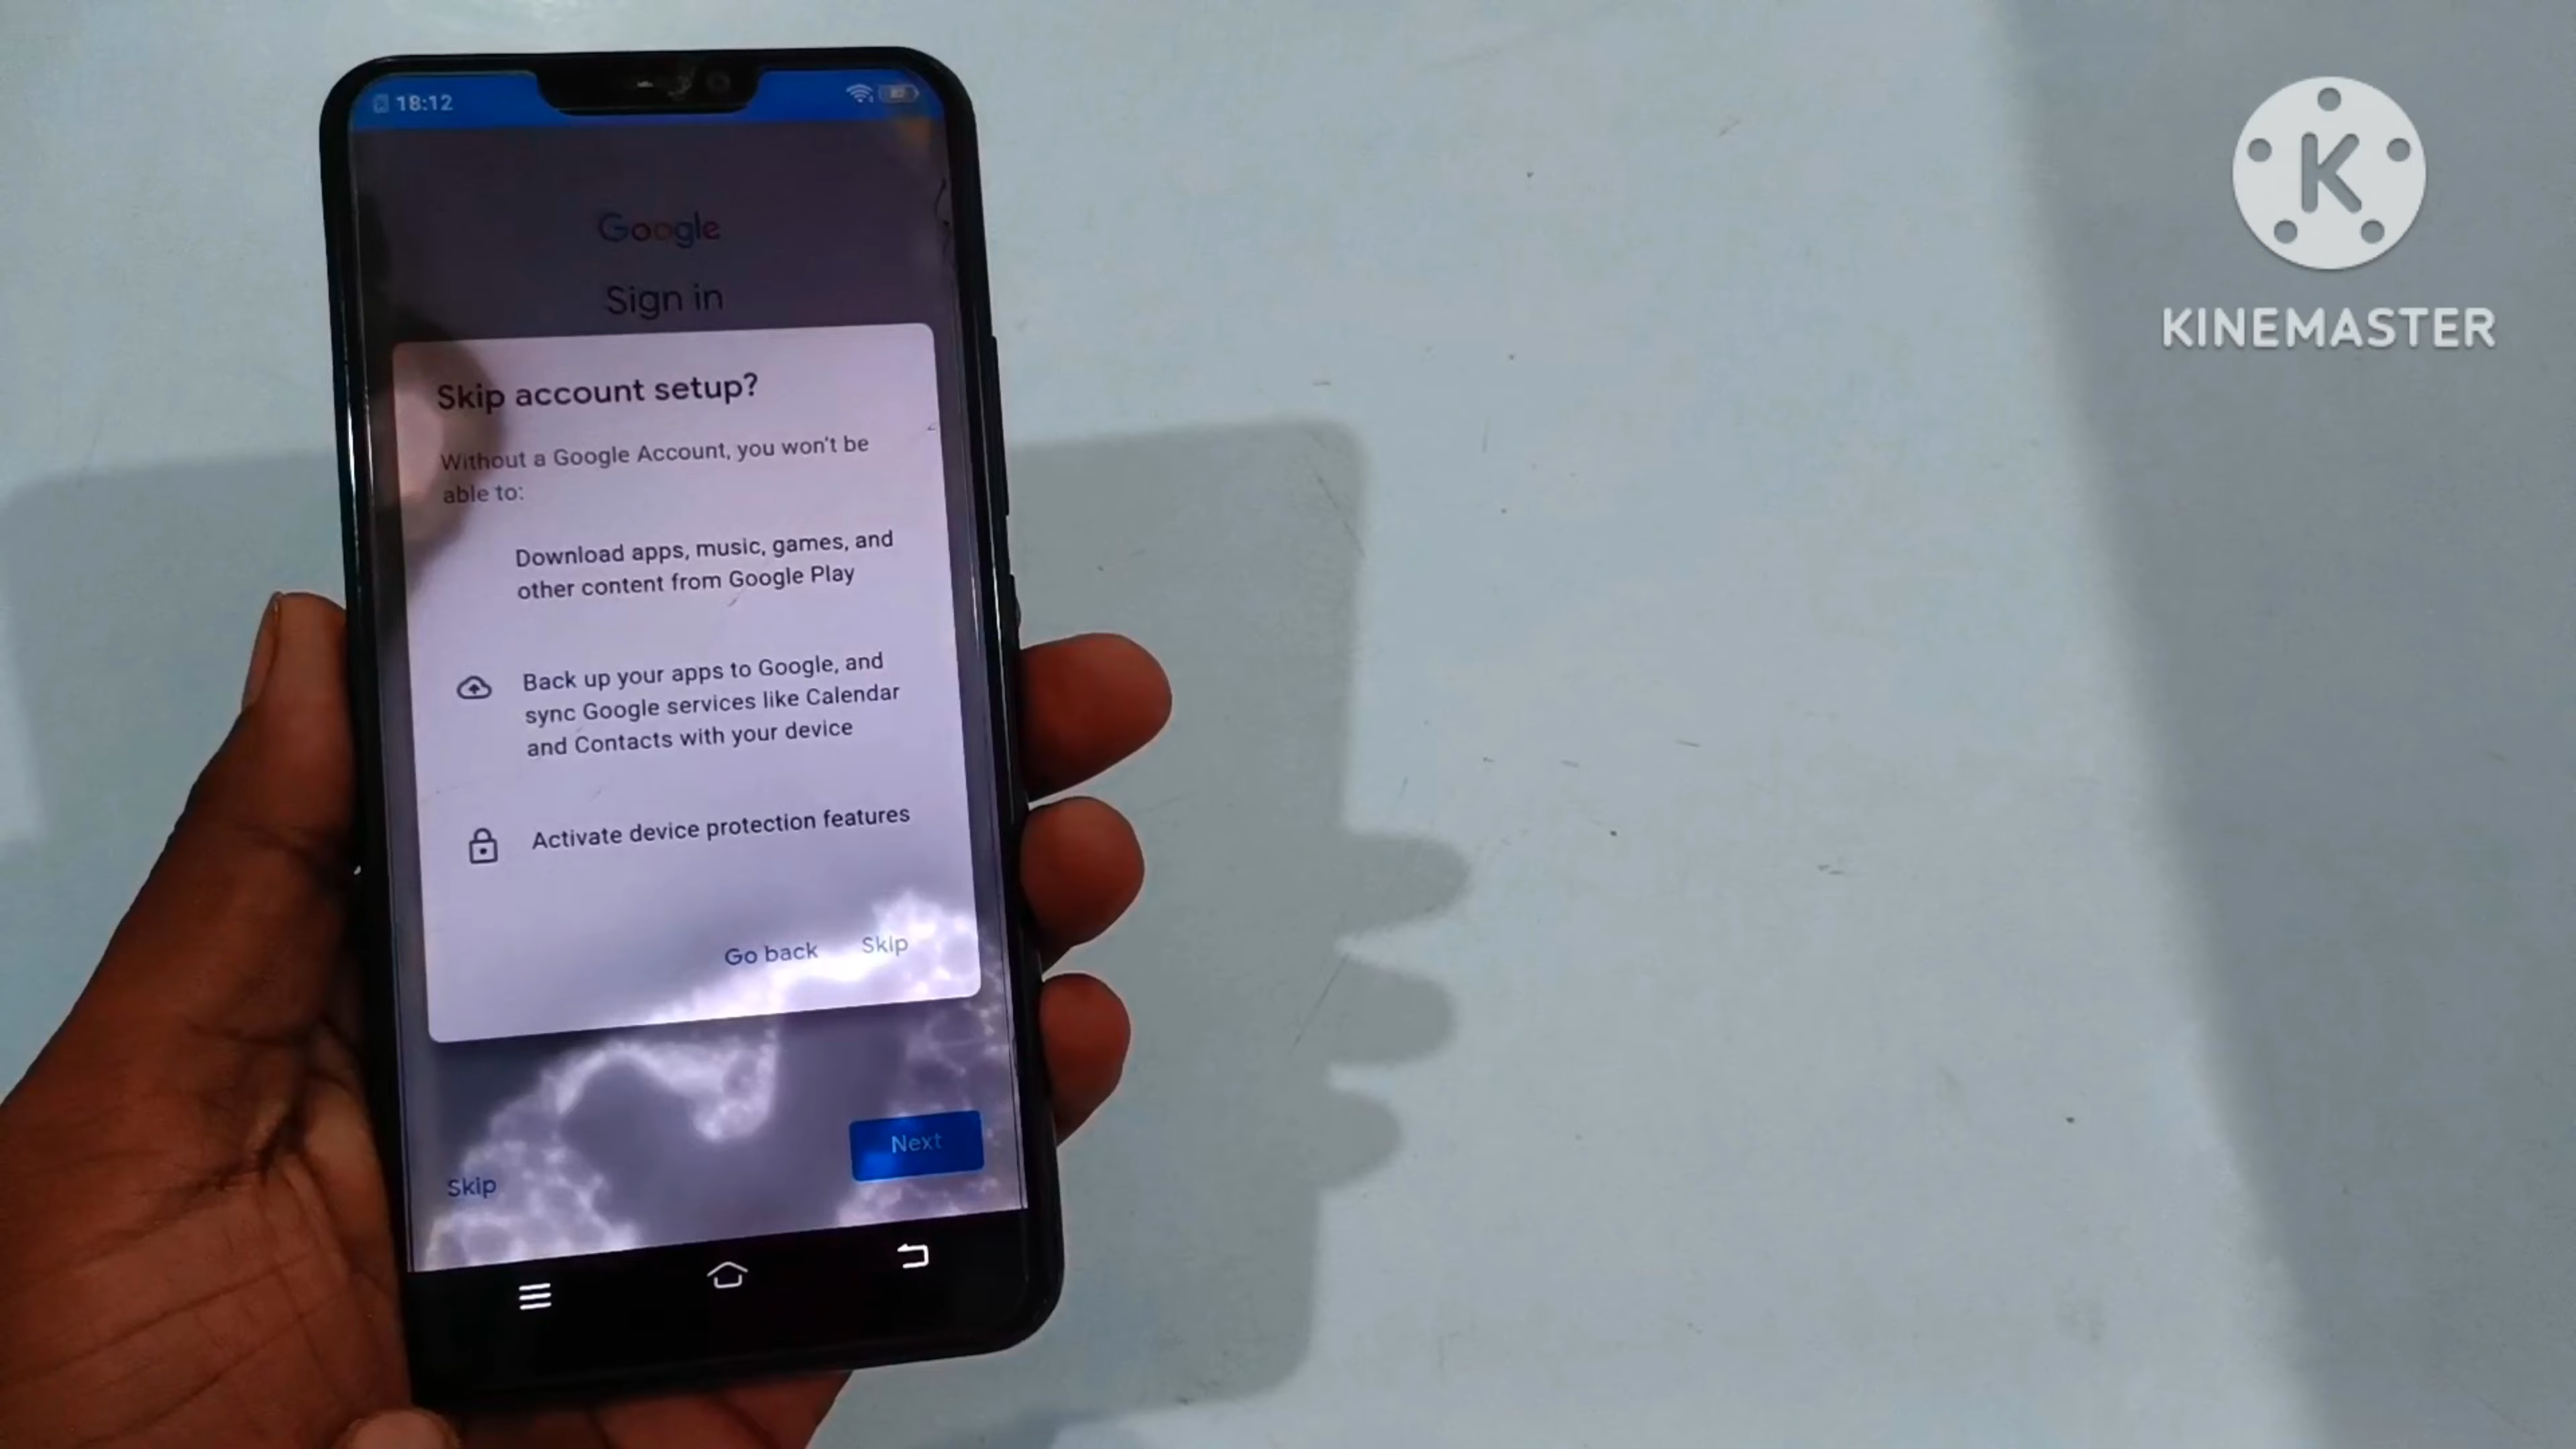 18:12
Google
Sign in
Skip account setup?
Without a Google Account, you won't be
able to:
Download apps, music, games, and
other content from Google Play
Back up your apps to Google, and
sync Google services like Calendar
and Contacts with your device
Activate device protection features
Go back Skip
Next
Skip
K
KINEMASTER